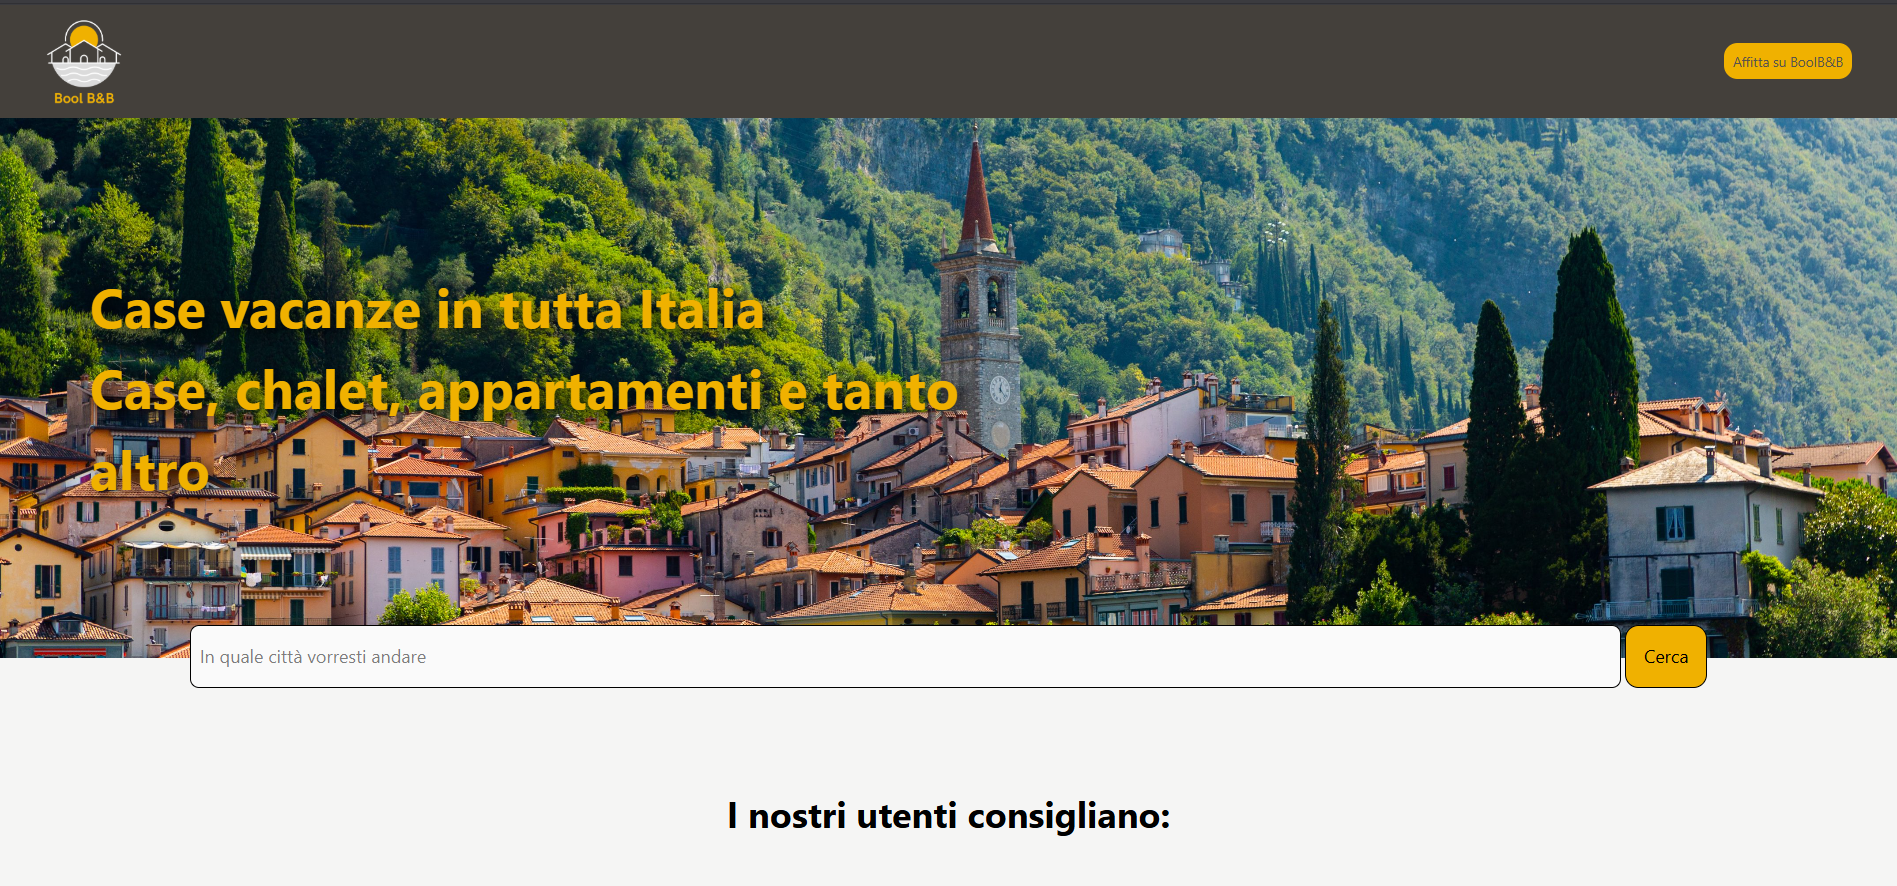 Bool B&B
Affitta su BoolB&B
Case vacanze in tutta Italia
Case, chalet, appartamenti e tanto
altro
In quale città vorresti andare
Cerca
I nostri utenti consigliano: